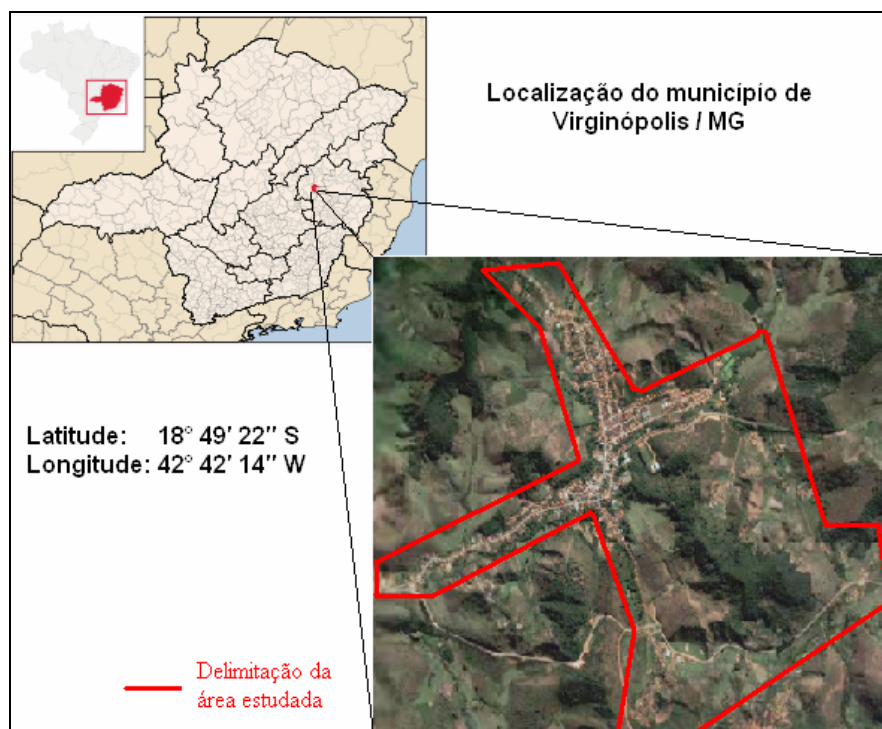 Localização do município de
Virginópolis / MG
Latitude: 18° 49' 22'' S
Longitude: 42° 42' 14'' W
Delimitação da
área estudada